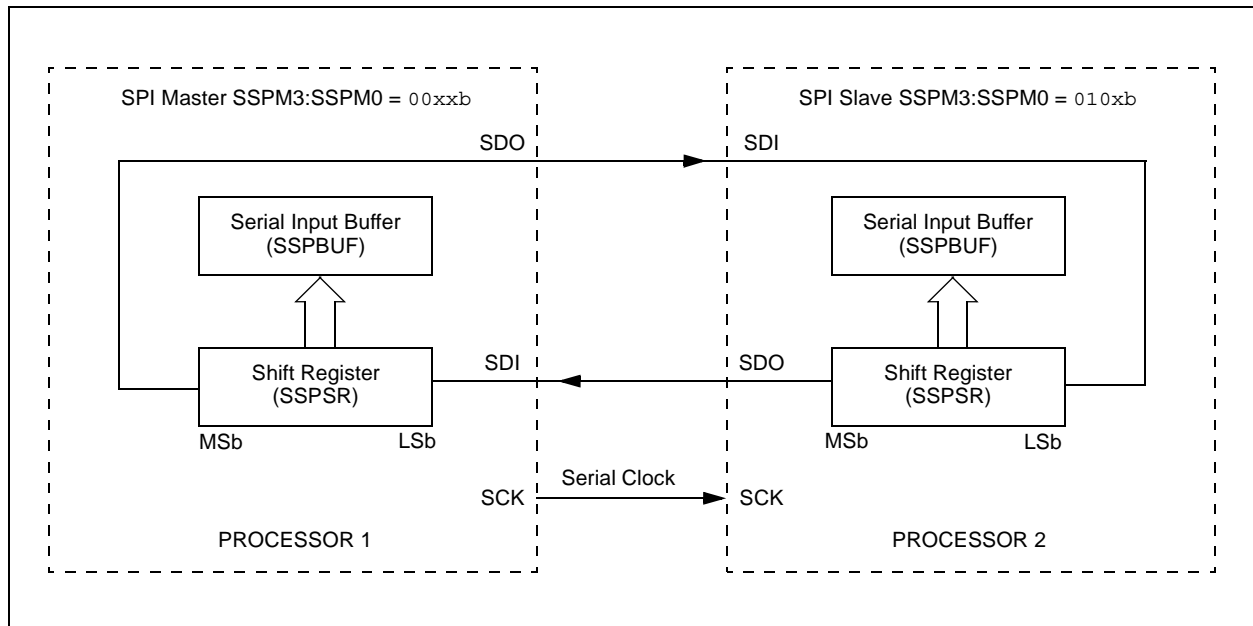 SPI Master SSPM3:SSPM0 = 00xxb
SDO
Serial Input Buffer
(SSPBUF)
SDI
Shift Register
(SSPSR)
MSb
LSb
SCK
PROCESSOR 1
Serial Clock
SPI Slave SSPM3:SSPM0 = 010xb
SDI
Serial Input Buffer
(SSPBUF)
SDO
Shift Register
(SSPSR)
MSb
LSb
SCK
PROCESSOR 2